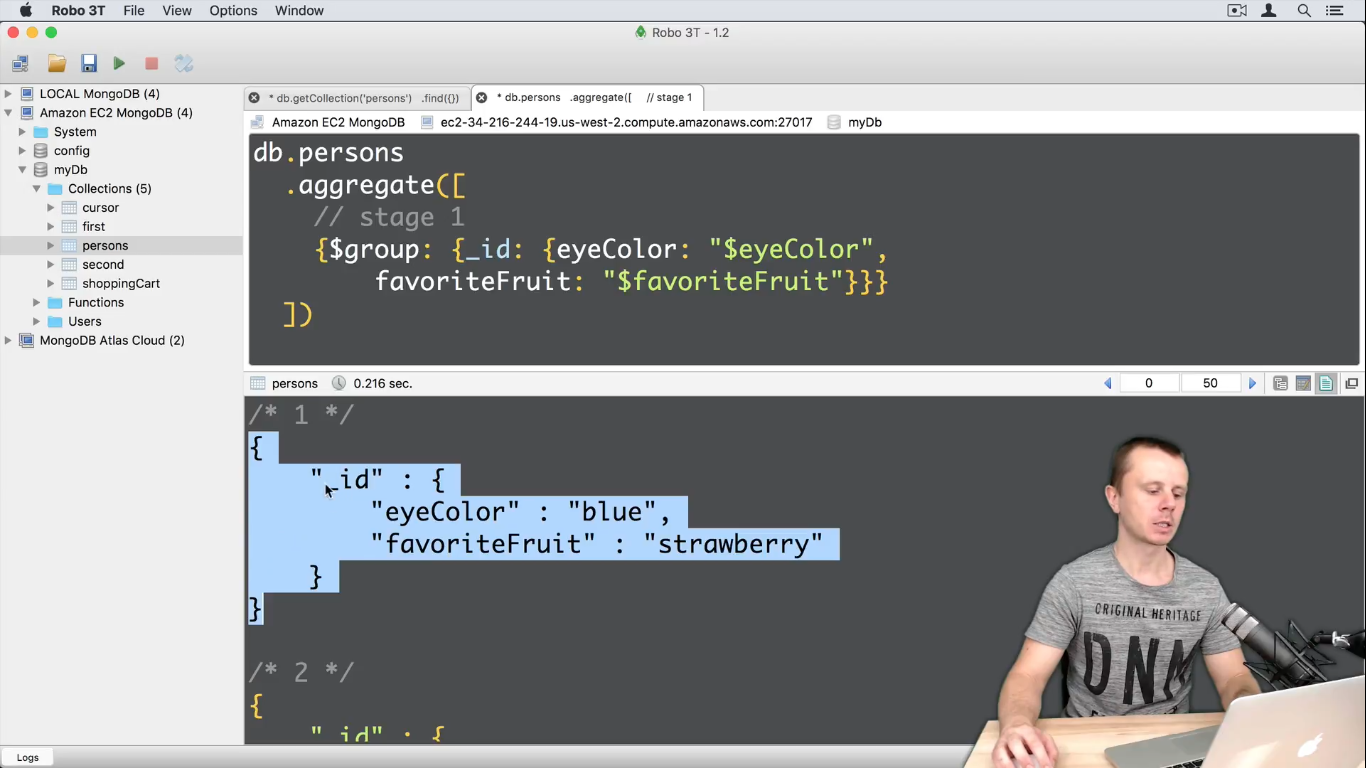 Robo 3T File View Options Window
Robo 3T - 1.2
LOCAL MongoDB (4)
Amazon EC2 MongoDB (4)
System
config
myDb
Collections (5)
cursor
first
persons
second
shoppingCart
Functions
Users
MongoDB Atlas Cloud (2)
* db.getCollection('persons') .find({})
* db.persons .aggregate([ // stage 1
Amazon EC2 MongoDB ec2-34-216-244-19.us-west-2.compute.amazonaws.com:27017 myDb
db.persons
.aggregate([
// stage 1
{$group: {_id: {eyeColor: "$eyeColor",
favoriteFruit: "$favoriteFruit"}}}
])
persons 0.216 sec. 0 50
/* 1 */
{
"_id" : {
"eyeColor" : "blue",
"favoriteFruit" : "strawberry"
}
}
/* 2 */
{
"_id" : {
ORIGINAL HERITAGE
DNM
Logs